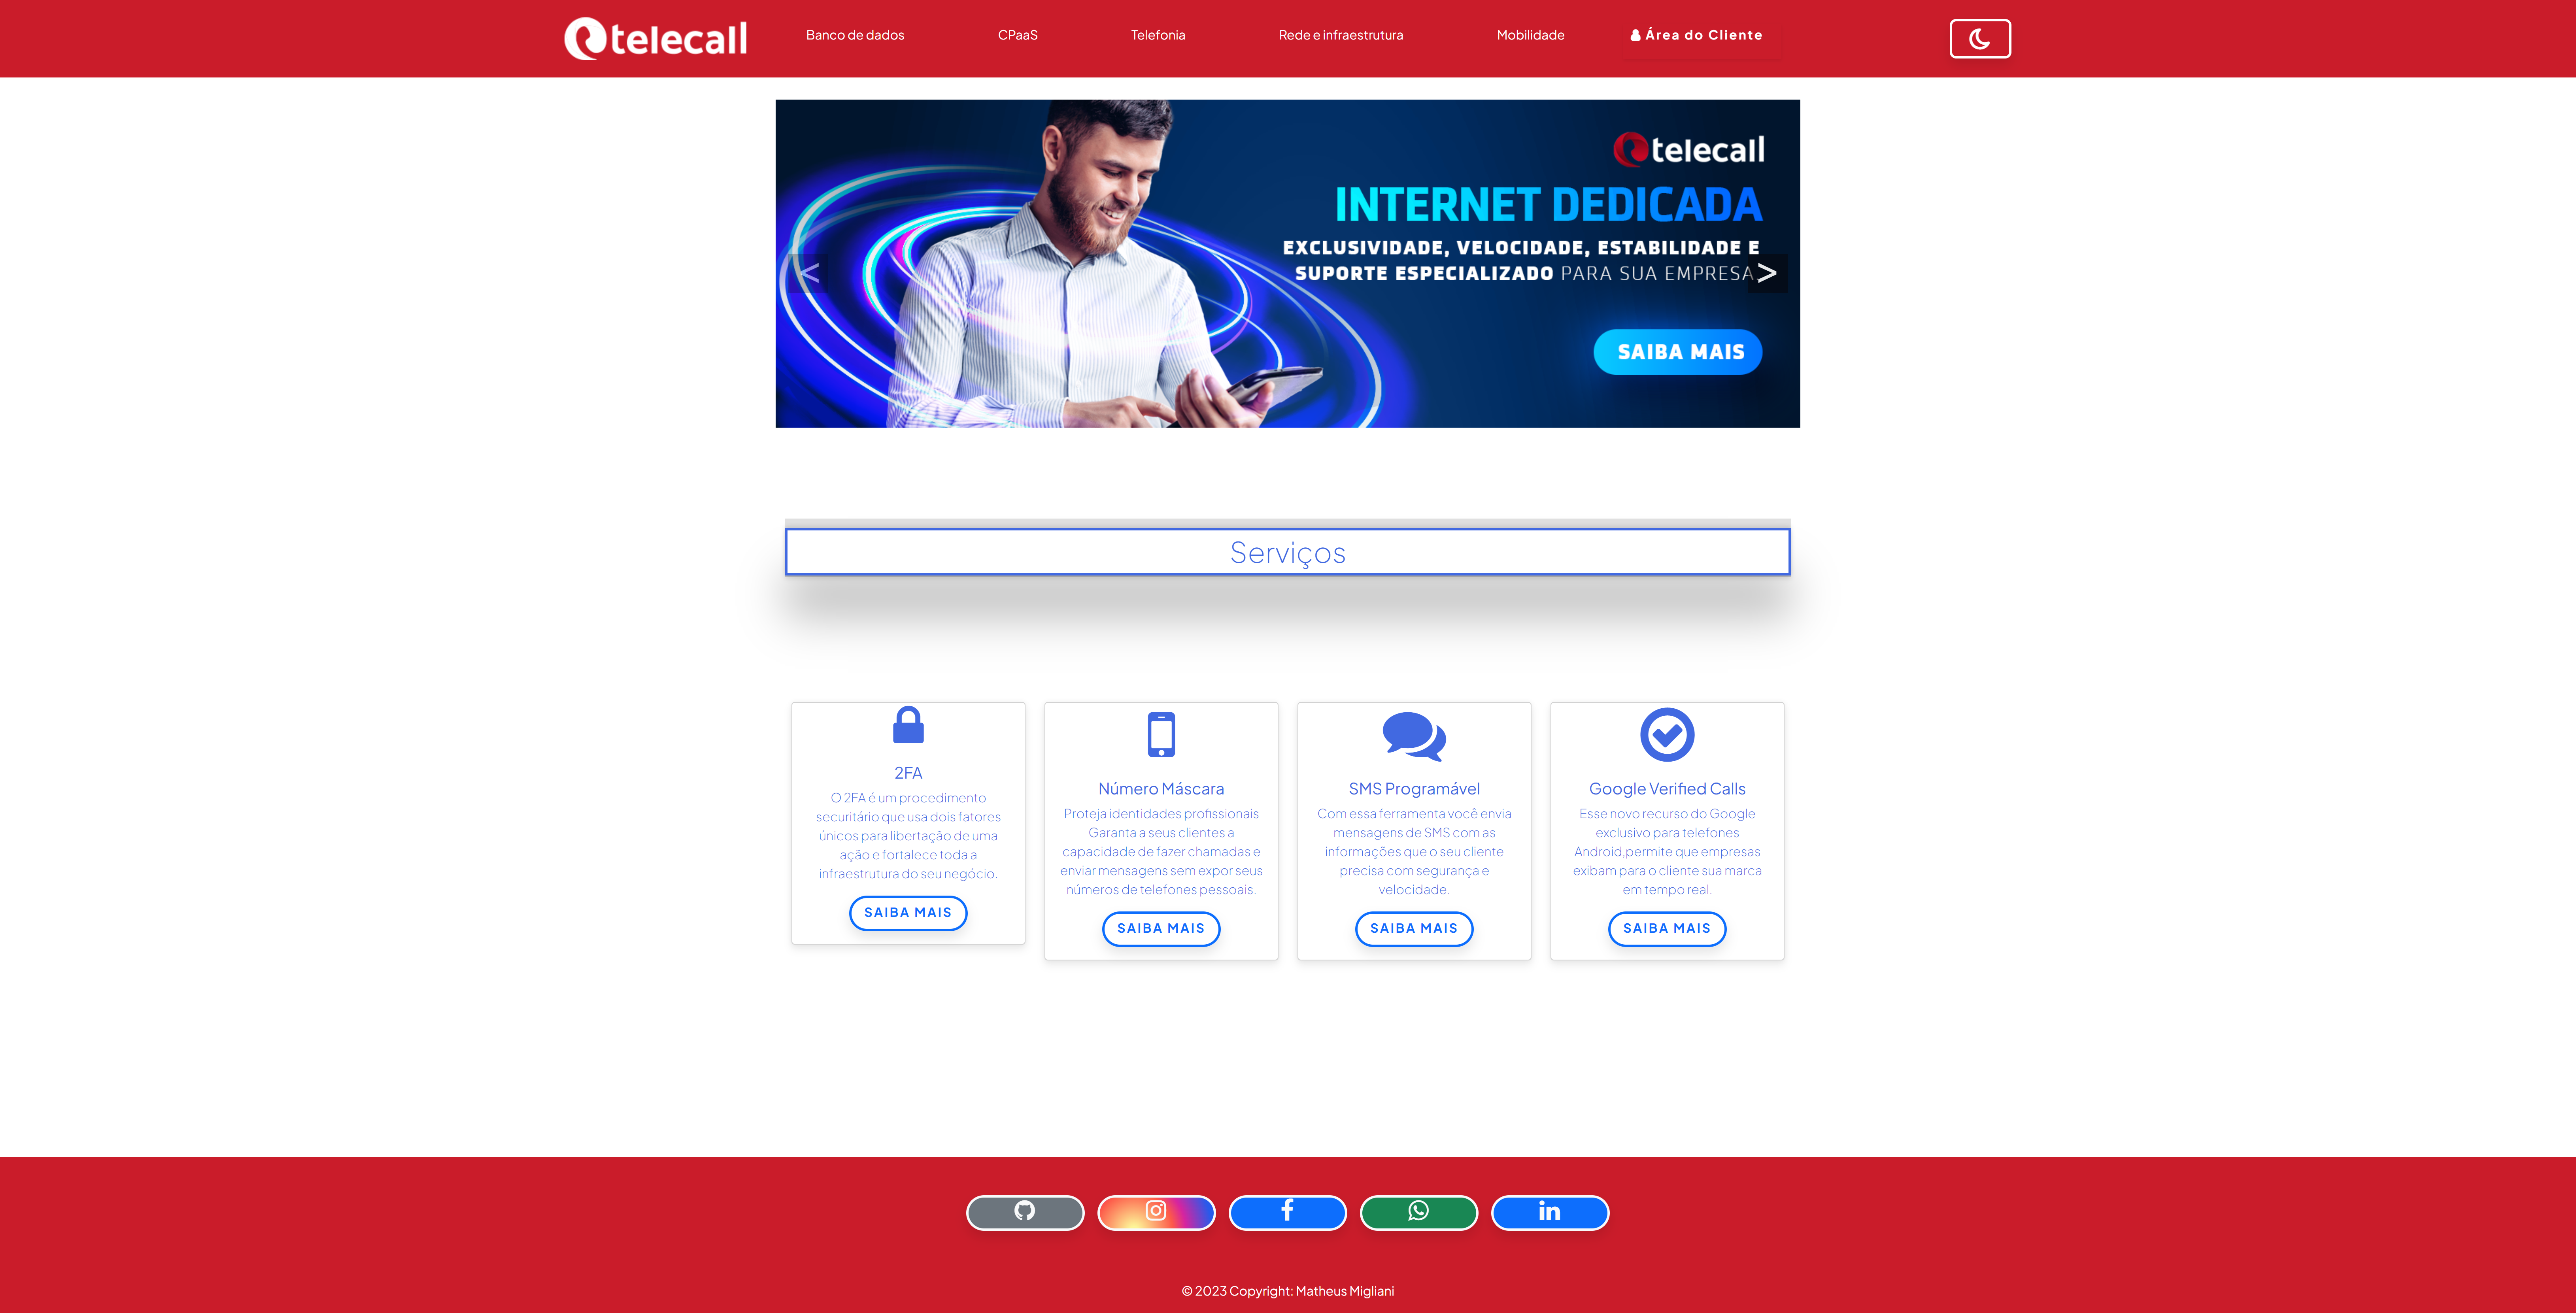 telecall
Banco de dados
CPaaS
Telefonia
Rede e infraestrutura
Mobilidade
Área do Cliente
telecall
INTERNET DEDICADA
EXCLUSIVIDADE, VELOCIDADE, ESTABILIDADE E
SUPORTE ESPECIALIZADO PARA SUA EMPRESA
<
>
SAIBA MAIS
Serviços
2FA
O 2FA é um procedimento
securitário que usa dois fatores
únicos para libertação de uma
ação e fortalece toda a
infraestrutura do seu negócio.
SAIBA MAIS
Número Máscara
Proteja identidades profissionais
Garanta a seus clientes a
capacidade de fazer chamadas e
enviar mensagens sem expor seus
números de telefones pessoais.
SAIBA MAIS
SMS Programável
Com essa ferramenta você envia
mensagens de SMS com as
informações que o seu cliente
precisa com segurança e
velocidade.
SAIBA MAIS
Google Verified Calls
Esse novo recurso do Google
exclusivo para telefones
Android,permite que empresas
exibam para o cliente sua marca
em tempo real.
SAIBA MAIS
© 2023 Copyright: Matheus Migliani